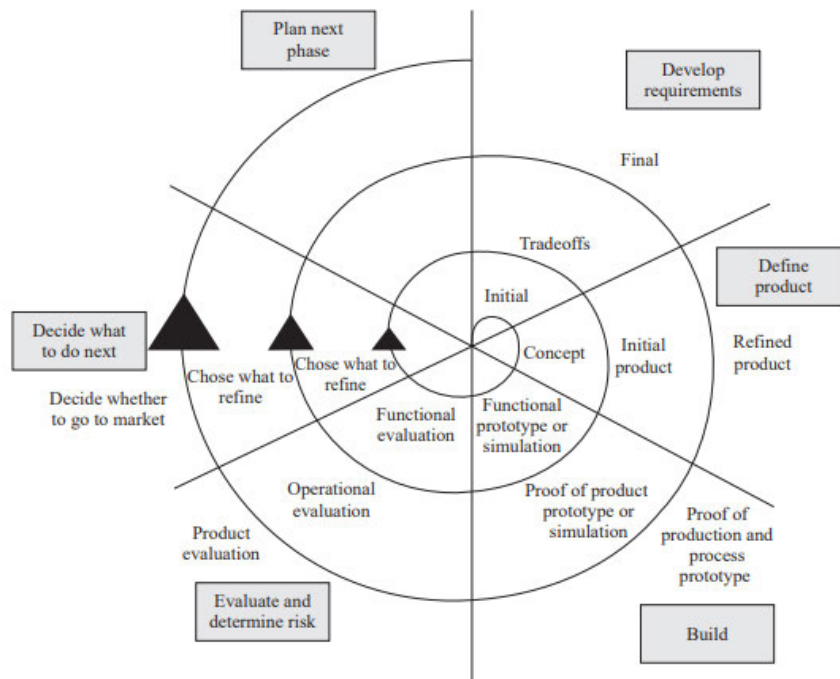 Plan next
phase
Develop
requirements
Final
Tradeoffs
Define
product
Initial
Decide what
to do next
Concept
Initial
product
Refined
product
Chose what to
refine
Chose what to
refine
Decide whether
to go to market
Functional
evaluation
Functional
prototype or
simulation
Operational
evaluation
Proof of product
prototype or
simulation
Product
evaluation
Proof of
production and
process
prototype
Evaluate and
determine risk
Build